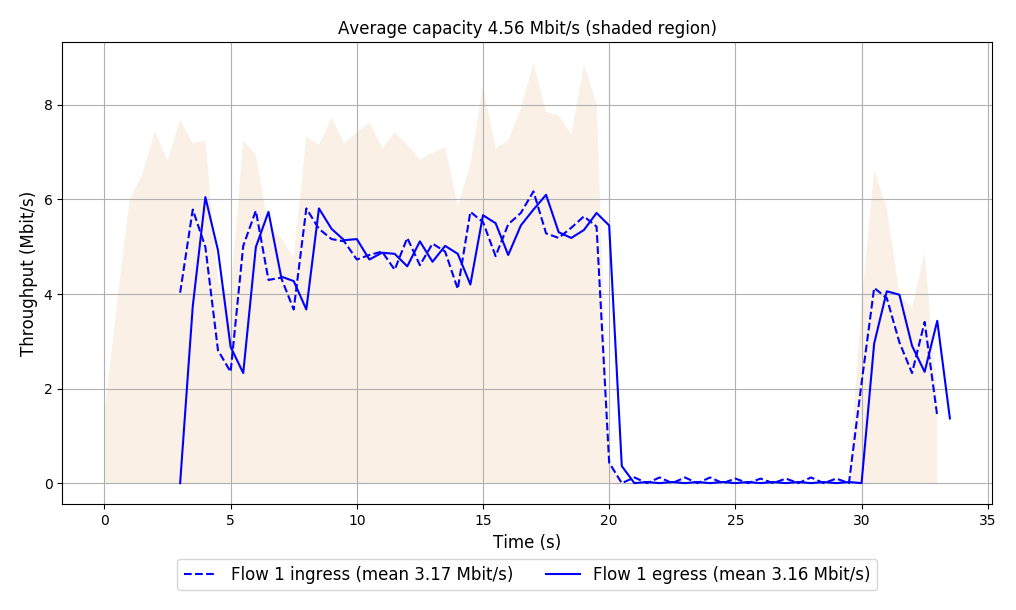 Average capacity 4.56 Mbit/s (shaded region)
Throughput (Mbit/s)
8
6
4
2
0
0 5 10 15 20 25 30 35
Time (s)
Flow 1 ingress (mean 3.17 Mbit/s) Flow 1 egress (mean 3.16 Mbit/s)